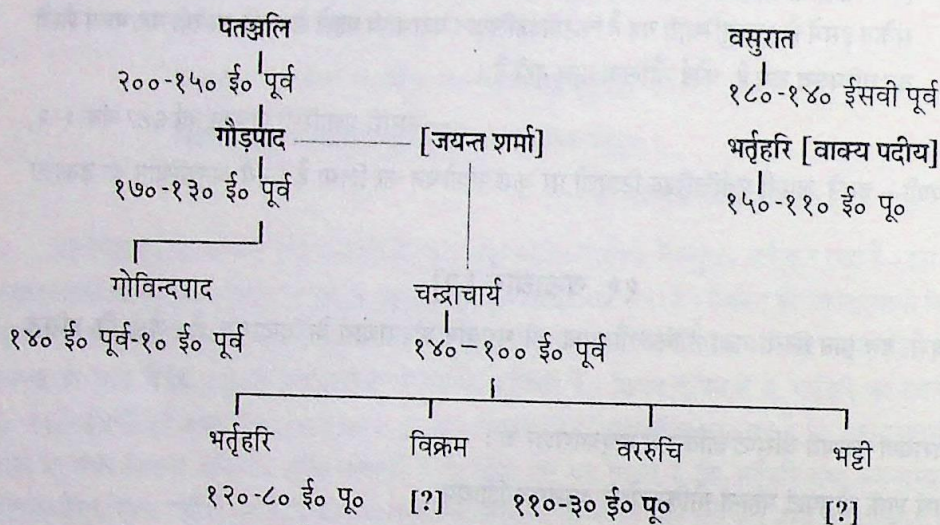 पतञ्जलि वसुरात
२००-१५० ई० पूर्व १८०-१४० ईसवी पूर्व
गौड़पाद [जयन्त शर्मा] भर्तृहरि [वाक्य पदीय]
१७०-१३० ई० पूर्व १५०-११० ई० पू०
गोविन्दपाद चन्द्राचार्य
१४० ई० पूर्व-१० ई० पूर्व १४०-१०० ई० पूर्व
भर्तृहरि विक्रम वररुचि भट्टी
१२०-८० ई० पू० [?] ११०-३० ई० पू० [?]